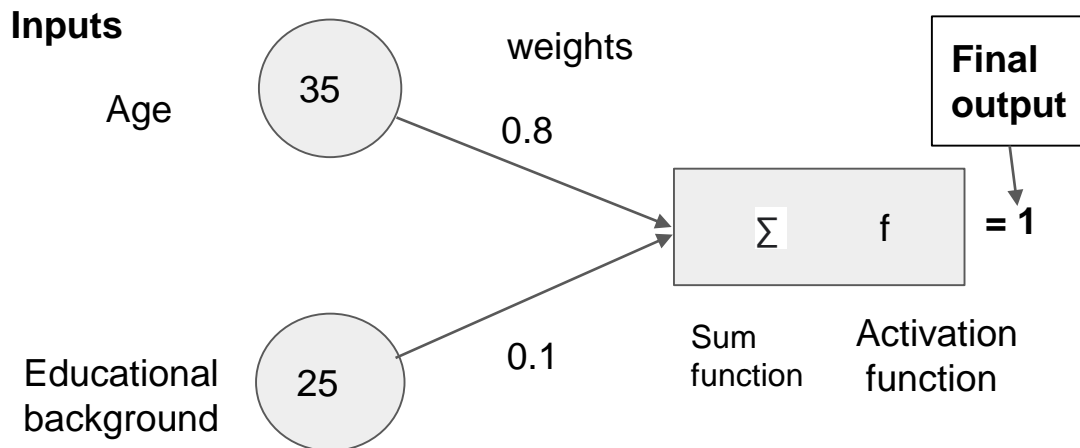 Inputs
weights
Final
output
Age
35
0.8
∑ f
= 1
Sum
function
Activation
function
0.1
Educational
background
25